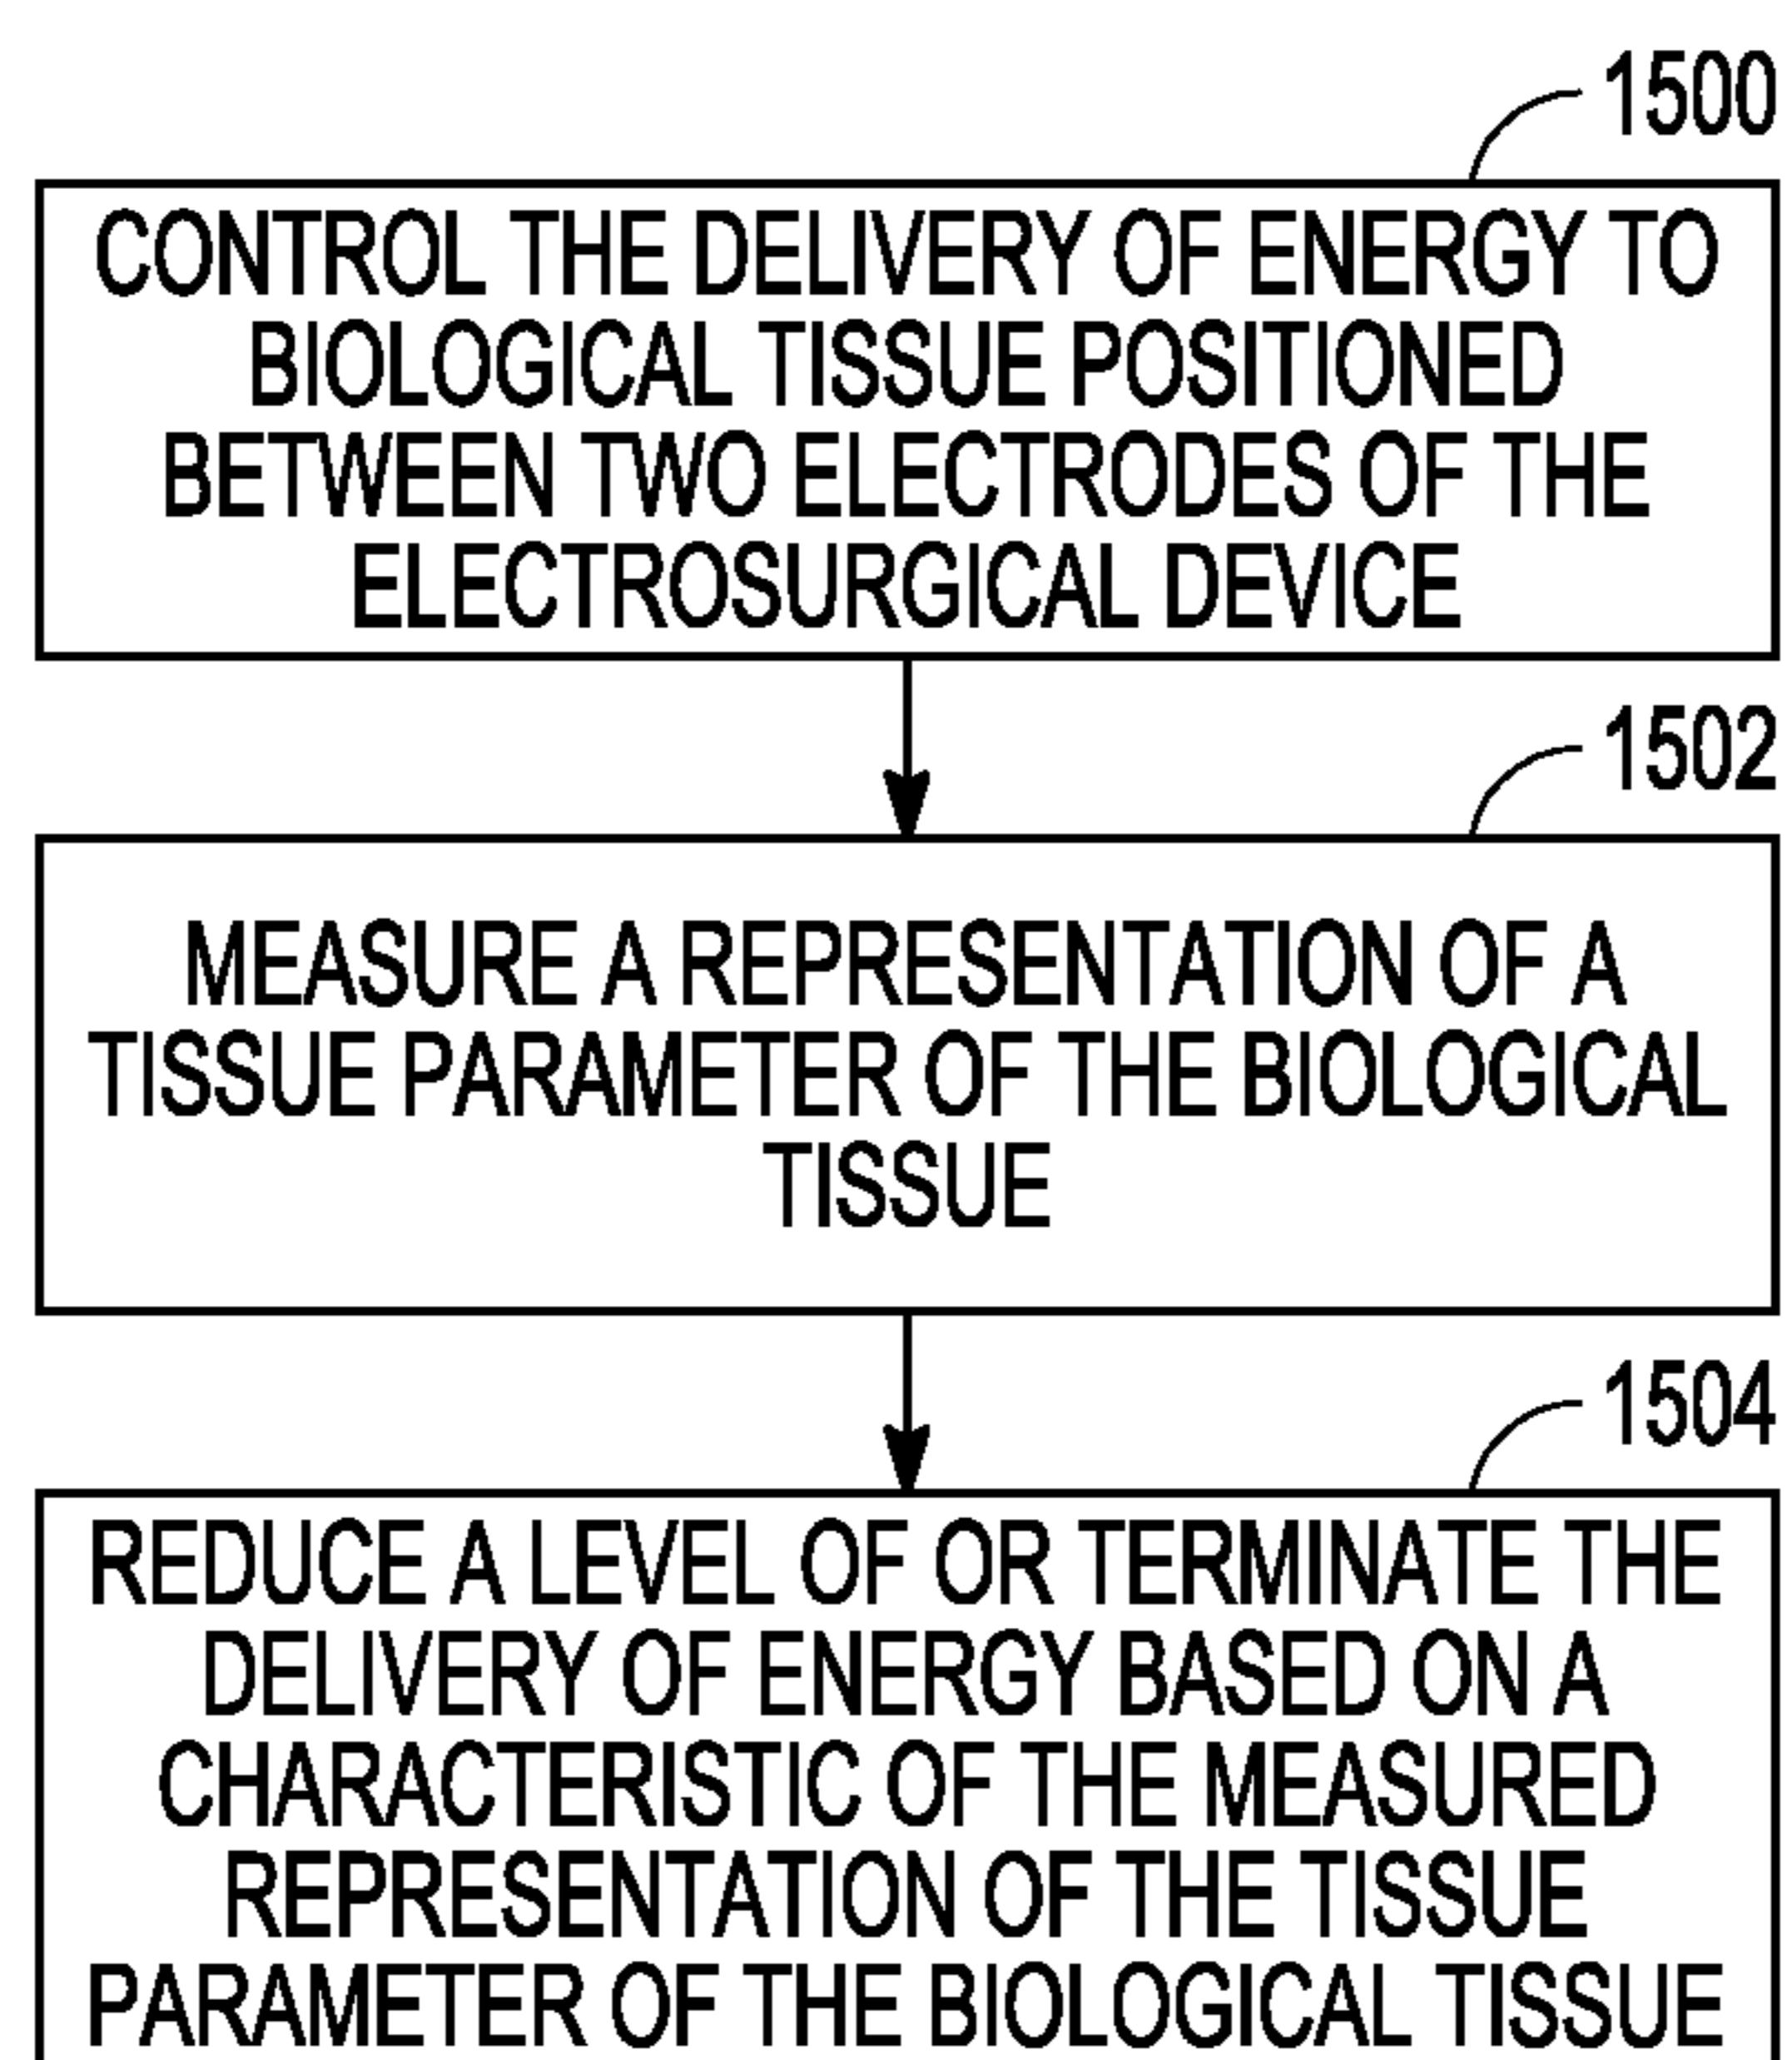 1500
CONTROL THE DELIVERY OF ENERGY TO
BIOLOGICAL TISSUE POSITIONED
BETWEEN TWO ELECTRODES OF THE
ELECTROSURGICAL DEVICE
1502
MEASURE A REPRESENTATION OF A
TISSUE PARAMETER OF THE BIOLOGICAL
TISSUE
1504
REDUCE A LEVEL OF OR TERMINATE THE
DELIVERY OF ENERGY BASED ON A
CHARACTERISTIC OF THE MEASURED
REPRESENTATION OF THE TISSUE
PARAMETER OF THE BIOLOGICAL TISSUE